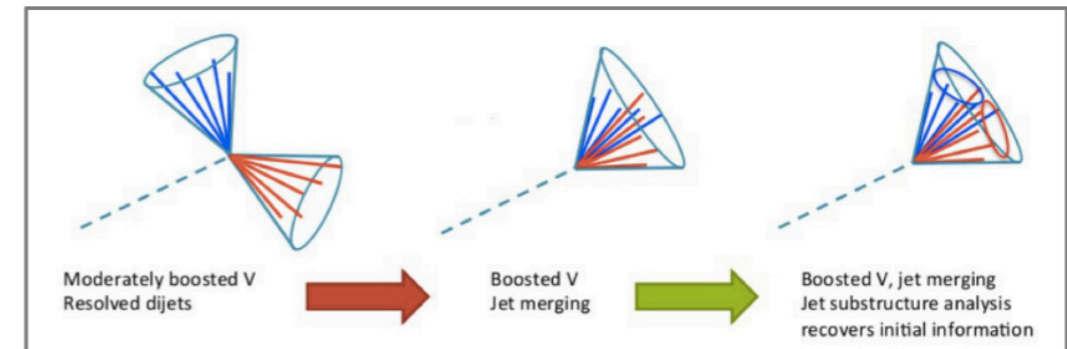 Moderately boosted V
Resolved dijets
Boosted V
Jet merging
Boosted V, jet merging
Jet substructure analysis
recovers initial information